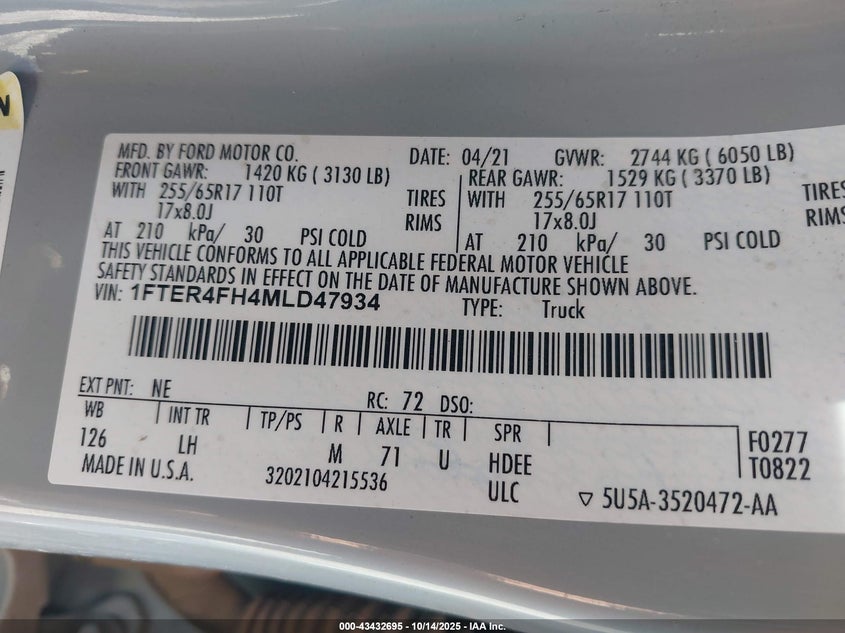 N
MFD. BY FORD MOTOR CO.
DATE: 04/21
GVWR: 2744 KG ( 6050 LB)
FRONT GAWR: 1420 KG ( 3130 LB)
REAR GAWR: 1529 KG ( 3370 LB)
WITH 255/65R17 110T TIRES
WITH 255/65R17 110T TIRES
17x8.0J RIMS
17x8.0J RIMS
AT 210 kPa/ 30 PSI COLD
AT 210 kPa/ 30 PSI COLD
THIS VEHICLE CONFORMS TO ALL APPLICABLE FEDERAL MOTOR VEHICLE
SAFETY STANDARDS IN EFFECT ON THE DATE OF MANUFACTURE SHOWN ABOVE.
VIN: 1FTER4FH4MLD47934
TYPE: Truck
EXT PNT: NE RC: 72 DSO:
WB INT TR TP/PS R AXLE TR SPR
126 LH M 71 U HDEE
F0277
T0822
MADE IN U.S.A. 3202104215536 ULC
5U5A-3520472-AA
000-43432695 - 10/14/2025 - IAA Inc.